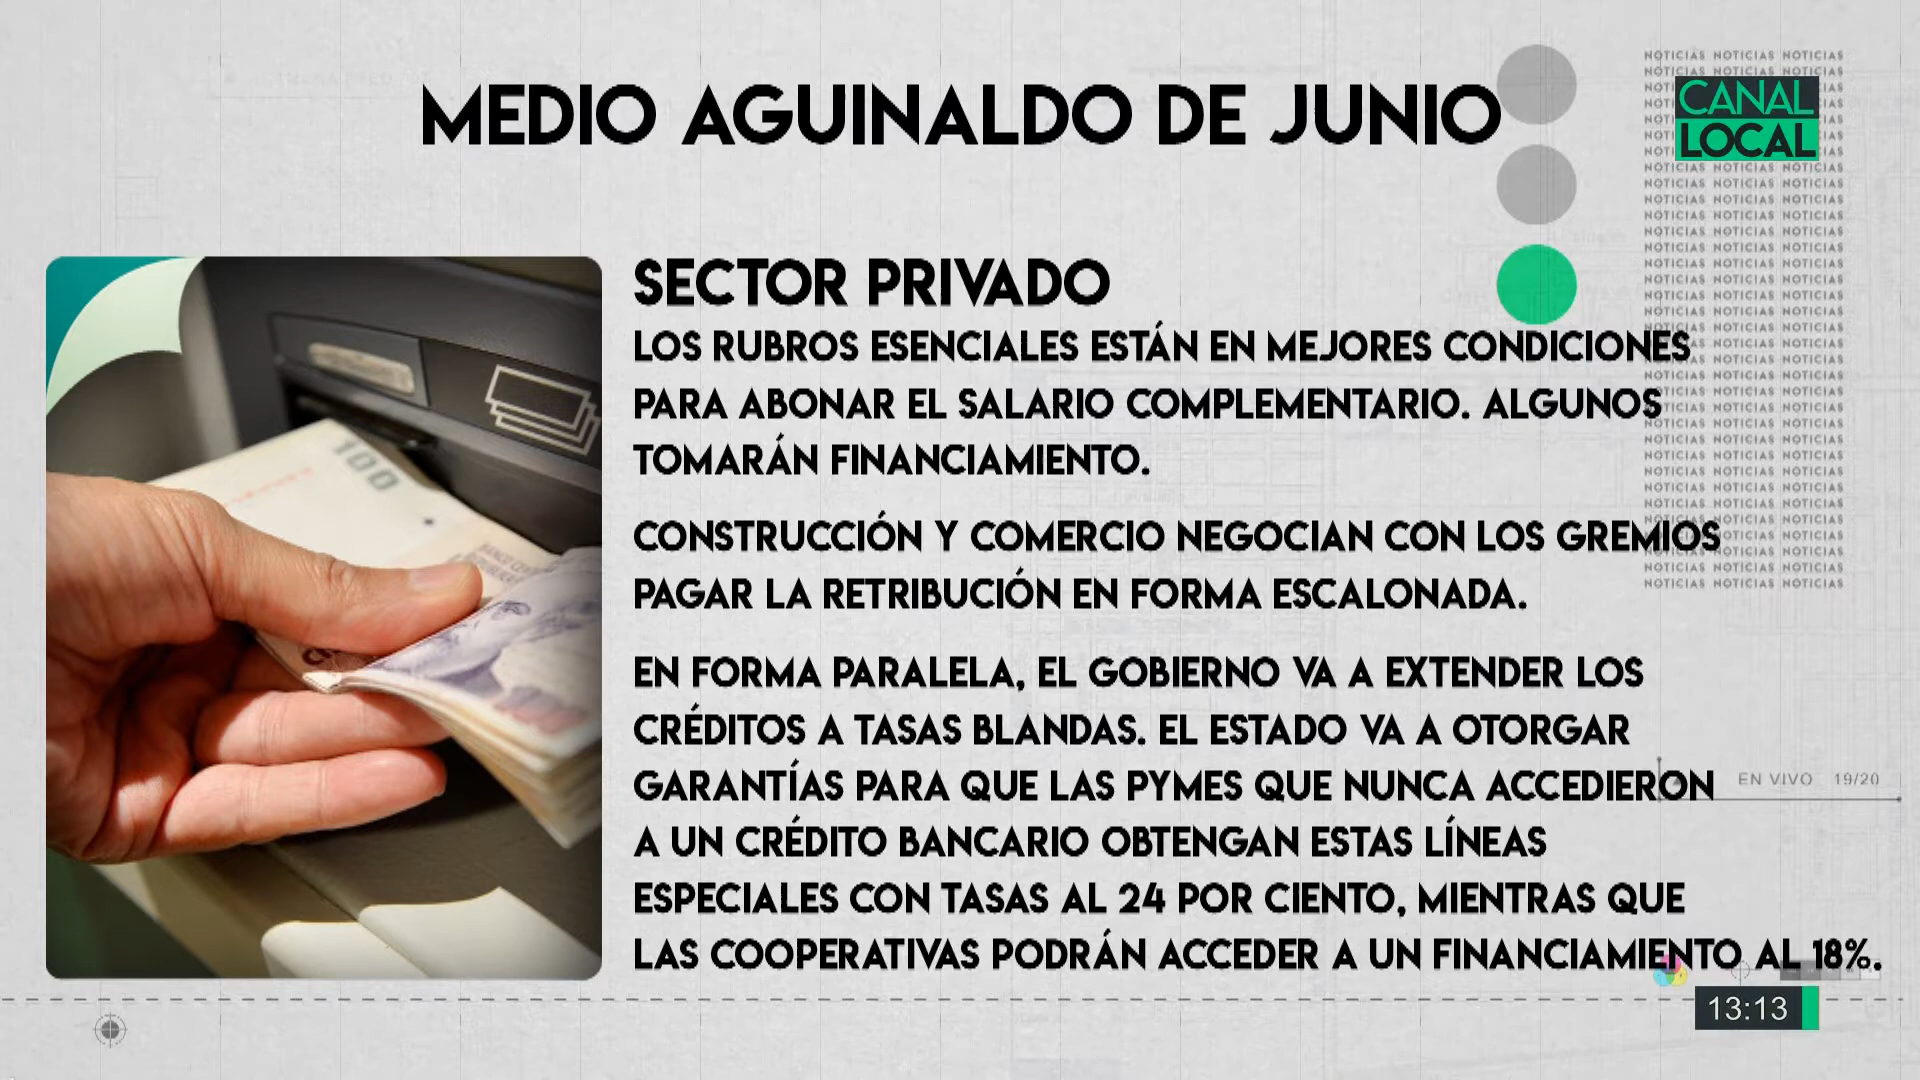 MEDIO AGUINALDO DE JUNIO
CANAL
LOCAL
SECTOR PRIVADO
LOS RUBROS ESENCIALES ESTÁN EN MEJORES CONDICIONES
PARA ABONAR EL SALARIO COMPLEMENTARIO. ALGUNOS
TOMARÁN FINANCIAMIENTO.
CONSTRUCCIÓN Y COMERCIO NEGOCIAN CON LOS GREMIOS
PAGAR LA RETRIBUCIÓN EN FORMA ESCALONADA.
EN FORMA PARALELA, EL GOBIERNO VA A EXTENDER LOS
CRÉDITOS A TASAS BLANDAS. EL ESTADO VA A OTORGAR
GARANTÍAS PARA QUE LAS PYMES QUE NUNCA ACCEDIERON
A UN CRÉDITO BANCARIO OBTENGAN ESTAS LÍNEAS
ESPECIALES CON TASAS AL 24 POR CIENTO, MIENTRAS QUE
LAS COOPERATIVAS PODRÁN ACCEDER A UN FINANCIAMIENTO AL 18%.
EN VIVO 19/20
13:13
100
NOTICIAS NOTICIAS NOTICIAS